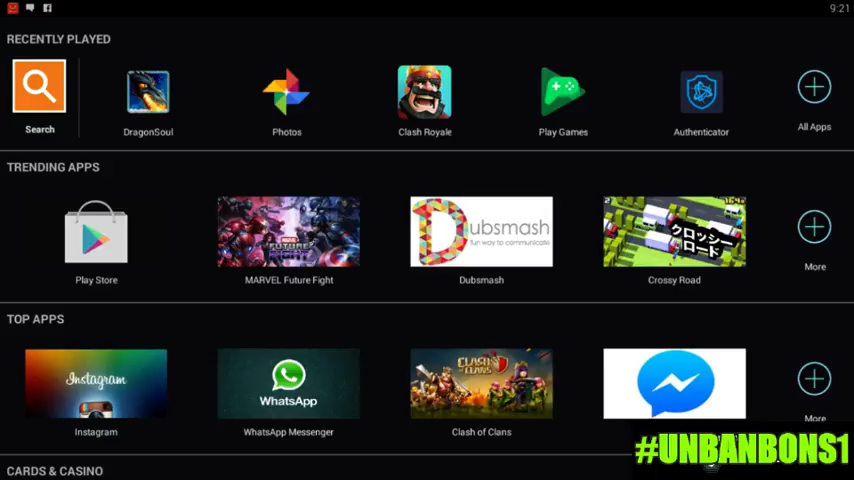 9:21
RECENTLY PLAYED
Search
DragonSoul
Photos
Clash Royale
Play Games
Authenticator
All Apps
TRENDING APPS
MARVEL
FUTURE FIGHT
Dubsmash
fun way to communicate
クロッシー
ロード
Play Store
MARVEL Future Fight
Dubsmash
Crossy Road
More
TOP APPS
Instagram
WhatsApp
CLASH OF CLANS
Instagram
WhatsApp Messenger
Clash of Clans
More
#UNBANBONS1
CARDS & CASINO